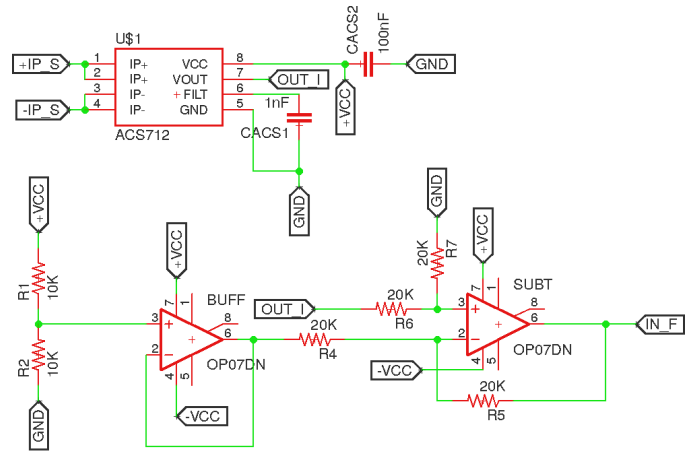 U$1
CACS2
100nF
+IP_S
1 IP+ VCC 8
GND
2 IP+ VOUT 7 OUT_I
3 IP- + FILT 6
1nF
-IP_S
4 IP- GND 5
+VCC
ACS712
CACS1
GND
+VCC
GND
+VCC
+VCC
R1
10K
20K
R7
BUFF
SUBT
7 1
7 1
OUT_I
20K
R6
3 + 8
3 + 8
2 - 6
20K
R4
2 - 6
IN_F
R2
10K
OP07DN
OP07DN
4 5
4 5
-VCC
-VCC
20K
R5
GND